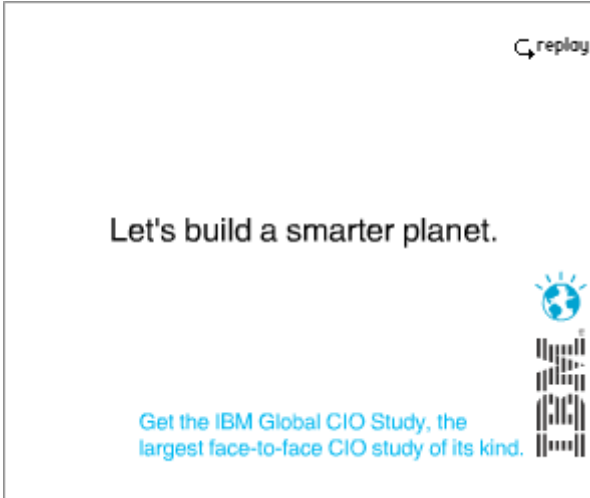 replay
Let's build a smarter planet.
Get the IBM Global CIO Study, the
largest face-to-face CIO study of its kind.
IBM®